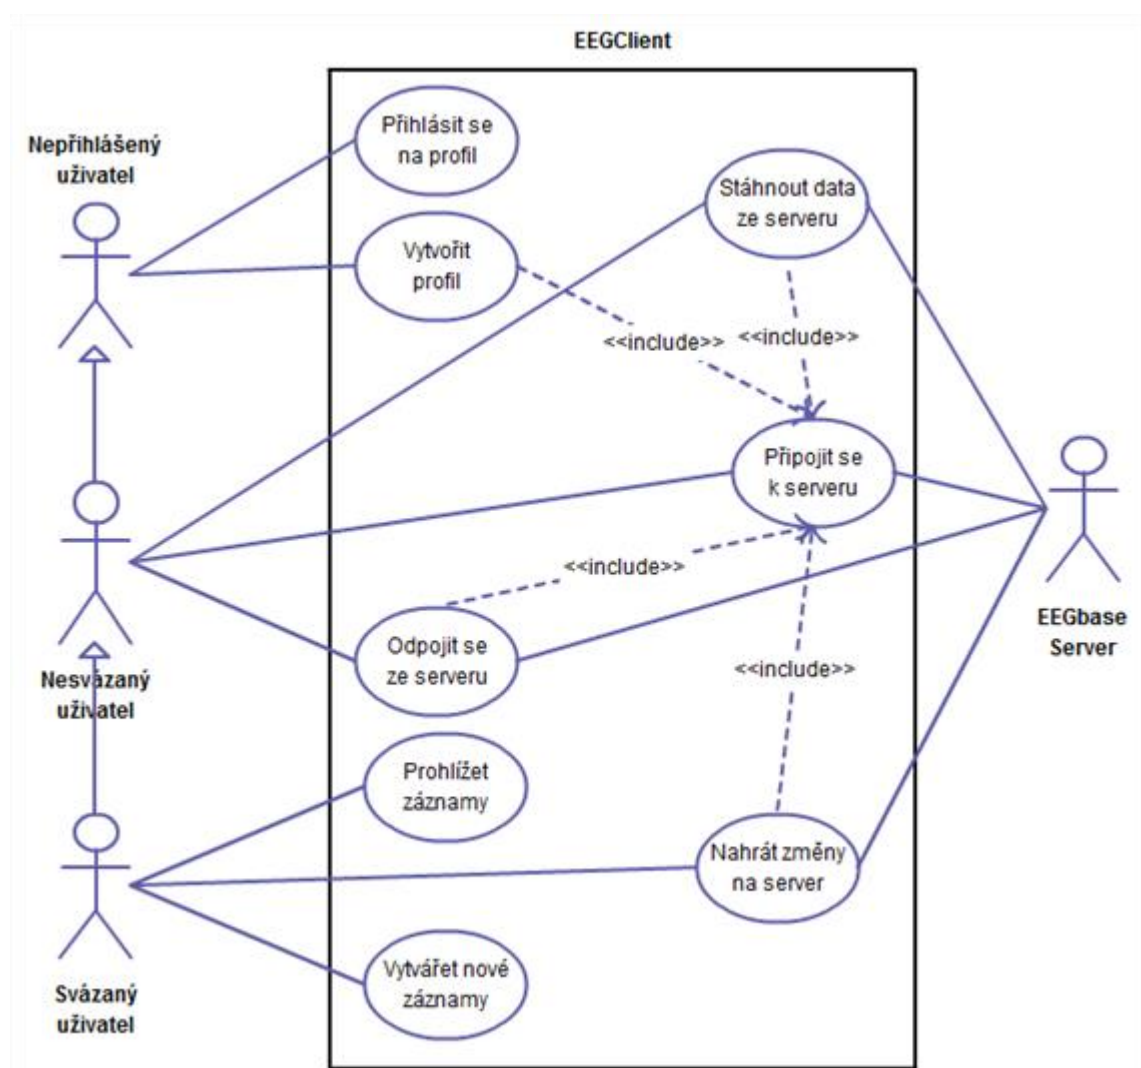 EEGClient
Nepřihlášený
uživatel
Přihlásit se
na profil
Stáhnout data
ze serveru
Vytvořit
profil
<<include>>
<<include>>
Připojit se
k serveru
<<include>>
EEGbase
Server
Nesvázaný
uživatel
Odpojit se
ze serveru
<<include>>
Prohlížet
záznamy
Nahrát změny
na server
Svázaný
uživatel
Vytvářet nové
záznamy